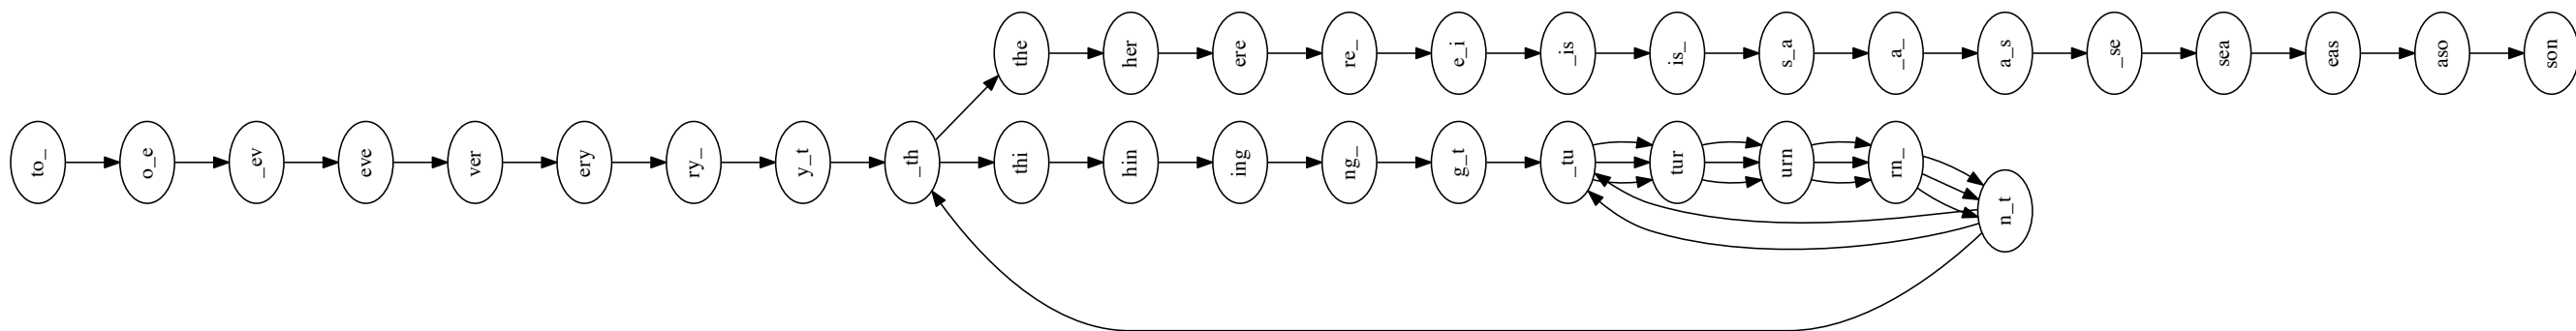 the her ere re_ e_i _is is_ s_a _a_ a_s _se sea eas aso son
to_ o_e _ev eve ver ery ry_ y_t _th thi hin ing ng_ g_t _tu tur urn rn_ n_t